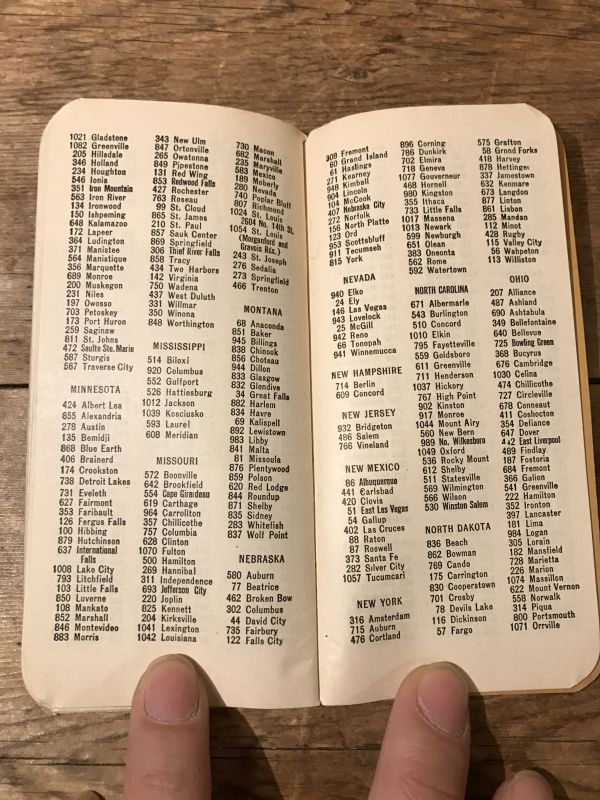 1021 Gladstone
1082 Greenville
205 Hillsdale
346 Holland
234 Houghton
546 Ionia
351 Iron Mountain
563 Iron River
134 Ironwood
150 Ishpeming
648 Kalamazoo
172 Lapeer
364 Ludington
371 Manistee
564 Manistique
356 Marquette
689 Monroe
200 Muskegon
231 Niles
197 Owosso
703 Petoskey
173 Port Huron
259 Saginaw
811 St. Johns
472 Saulte Ste. Marie
587 Sturgis
567 Traverse City
MINNESOTA
424 Albert Lea
855 Alexandria
278 Austin
135 Bemidji
868 Blue Earth
406 Brainerd
174 Crookston
738 Detroit Lakes
731 Eveleth
627 Fairmont
353 Faribault
126 Fergus Falls
100 Hibbing
879 Hutchinson
637 International
Falls
1008 Lake City
793 Litchfield
103 Little Falls
850 Luverne
108 Mankato
852 Marshall
846 Montevideo
883 Morris
343 New Ulm
847 Ortonville
265 Owatonna
849 Pipestone
131 Red Wing
853 Redwood Falls
427 Rochester
763 Roseau
99 St. Cloud
865 St. James
210 St. Paul
857 Sauk Center
869 Springfield
306 Thief River Falls
858 Tracy
434 Two Harbors
142 Virginia
750 Wadena
437 West Duluth
331 Willmar
350 Winona
848 Worthington
MISSISSIPPI
514 Biloxi
920 Columbus
552 Gulfport
526 Hattiesburg
1012 Jackson
1039 Kosciusko
593 Laurel
608 Meridian
MISSOURI
572 Boonville
642 Brookfield
554 Cape Girardeau
619 Carthage
964 Carrollton
357 Chillicothe
757 Columbia
628 Clinton
1070 Fulton
500 Hamilton
269 Hannibal
311 Independence
693 Jefferson City
220 Joplin
825 Kennett
204 Kirksville
1041 Lexington
1042 Louisiana
730 Macon
682 Marshall
235 Maryville
583 Mexico
189 Moberly
280 Nevada
740 Poplar Bluff
807 Richmond
1024 St. Louis
2604 No. 14th St.
1054 St. Louis
(Morganford and
Gravois Rds.)
243 St. Joseph
276 Sedalia
273 Springfield
466 Trenton
MONTANA
68 Anaconda
851 Baker
945 Billings
838 Chinook
856 Choteau
944 Dillon
833 Glasgow
832 Glendive
34 Great Falls
882 Harlem
834 Havre
69 Kalispell
892 Lewistown
983 Libby
841 Malta
81 Missoula
876 Plentywood
859 Polson
620 Red Lodge
844 Roundup
871 Shelby
835 Sidney
283 Whitefish
837 Wolf Point
NEBRASKA
580 Auburn
77 Beatrice
462 Broken Bow
302 Columbus
44 David City
735 Fairbury
122 Falls City
308 Fremont
60 Grand Island
61 Hastings
271 Kearney
948 Kimball
904 Lincoln
104 McCook
407 Nebraska City
272 Norfolk
156 North Platte
123 Ord
953 Scottsbluff
911 Tecumseh
815 York
NEVADA
940 Elko
24 Ely
146 Las Vegas
943 Lovelock
25 McGill
942 Reno
66 Tonopah
941 Winnemucca
NEW HAMPSHIRE
714 Berlin
609 Concord
NEW JERSEY
932 Bridgeton
486 Salem
766 Vineland
NEW MEXICO
86 Albuquerque
441 Carlsbad
420 Clovis
51 East Las Vegas
54 Gallup
402 Las Cruces
88 Raton
87 Roswell
373 Santa Fe
282 Silver City
1057 Tucumcari
NEW YORK
316 Amsterdam
715 Auburn
476 Cortland
896 Corning
786 Dunkirk
702 Elmira
718 Geneva
1077 Gouverneur
468 Hornell
980 Kingston
355 Ithaca
733 Little Falls
1017 Massena
1013 Newark
599 Newburgh
651 Olean
383 Oneonta
562 Rome
592 Watertown
NORTH CAROLINA
671 Albemarle
543 Burlington
510 Concord
1010 Elkin
795 Fayetteville
559 Goldsboro
611 Greenville
711 Henderson
1037 Hickory
767 High Point
902 Kinston
917 Monroe
1044 Mount Airy
560 New Bern
989 No. Wilkesboro
1049 Oxford
536 Rocky Mount
612 Shelby
511 Statesville
569 Wilmington
566 Wilson
530 Winston Salem
NORTH DAKOTA
836 Beach
862 Bowman
769 Cando
175 Carrington
830 Cooperstown
701 Crosby
78 Devils Lake
116 Dickinson
57 Fargo
575 Grafton
58 Grand Forks
418 Harvey
878 Hettinger
337 Jamestown
632 Kenmare
673 Langdon
877 Linton
861 Lisbon
285 Mandan
112 Minot
428 Rugby
115 Valley City
56 Wahpeton
113 Williston
OHIO
207 Alliance
487 Ashland
690 Ashtabula
349 Bellefontaine
640 Bellevue
725 Bowling Green
368 Bucyrus
676 Cambridge
1030 Celina
474 Chillicothe
727 Circleville
678 Conneaut
411 Coshocton
354 Defiance
647 Dover
442 East Liverpool
489 Findlay
187 Fostoria
684 Fremont
366 Galion
541 Greenville
222 Hamilton
352 Ironton
397 Lancaster
181 Lima
984 Logan
305 Lorain
182 Mansfield
728 Marietta
226 Marion
1074 Massillon
622 Mount Vernon
558 Norwalk
314 Piqua
800 Portsmouth
1071 Orrville